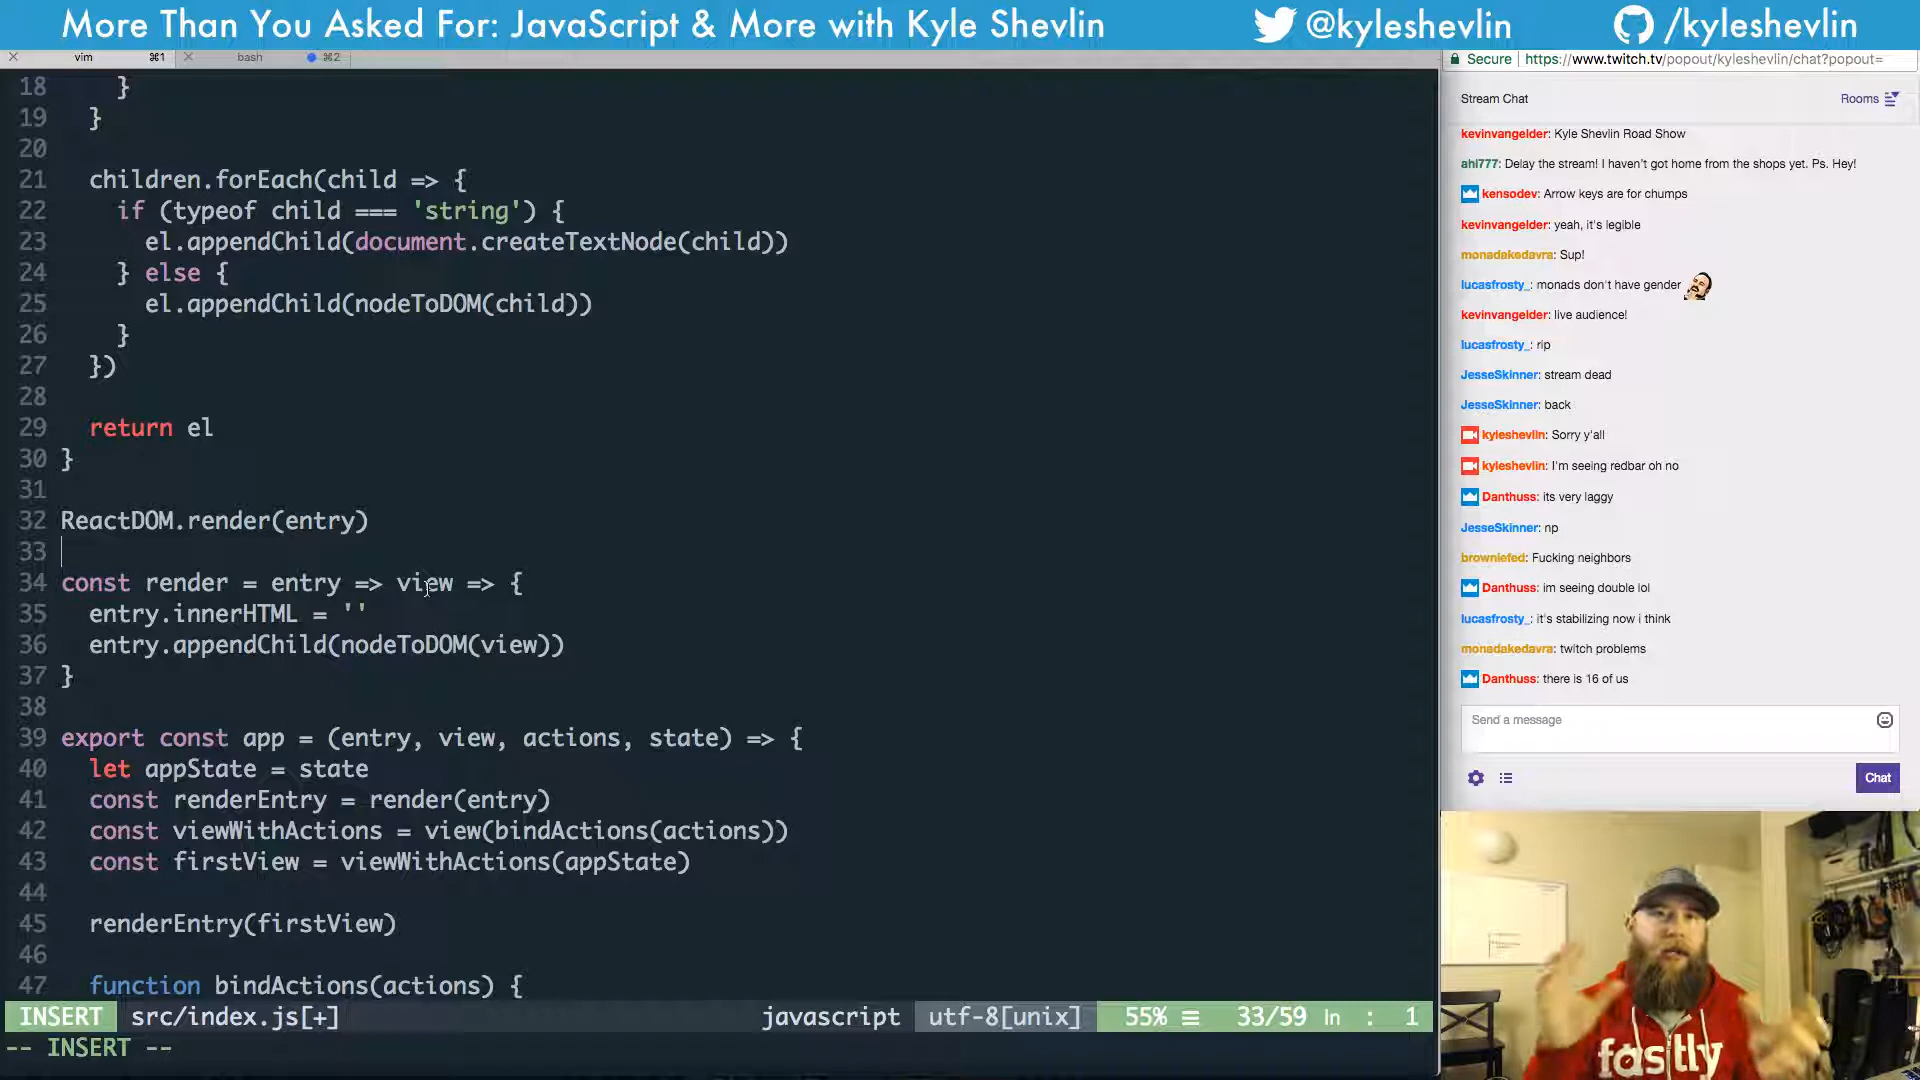 More Than You Asked For: JavaScript & More with Kyle Shevlin
@kyleshevlin
/kyleshevlin
vim ⌘1
bash ⌘2
18 }
19 }
20
21 children.forEach(child => {
22 if (typeof child === 'string') {
23 el.appendChild(document.createTextNode(child))
24 } else {
25 el.appendChild(nodeToDOM(child))
26 }
27 })
28
29 return el
30 }
31
32 ReactDOM.render(entry)
33
34 const render = entry => view => {
35 entry.innerHTML = ''
36 entry.appendChild(nodeToDOM(view))
37 }
38
39 export const app = (entry, view, actions, state) => {
40 let appState = state
41 const renderEntry = render(entry)
42 const viewWithActions = view(bindActions(actions))
43 const firstView = viewWithActions(appState)
44
45 renderEntry(firstView)
46
47 function bindActions(actions) {
INSERT src/index.js[+] javascript utf-8[unix] 55% ≡ 33/59 ln : 1
-- INSERT --
Secure https://www.twitch.tv/popout/kyleshevlin/chat?popout=
Stream Chat Rooms
kevinvangelder: Kyle Shevlin Road Show
ahl777: Delay the stream! I haven't got home from the shops yet. Ps. Hey!
kensodev: Arrow keys are for chumps
kevinvangelder: yeah, it's legible
monadakedavra: Sup!
lucasfrosty_: monads don't have gender
kevinvangelder: live audience!
lucasfrosty_: rip
JesseSkinner: stream dead
JesseSkinner: back
kyleshevlin: Sorry y'all
kyleshevlin: I'm seeing redbar oh no
Danthuss: its very laggy
JesseSkinner: np
browniefed: Fucking neighbors
Danthuss: im seeing double lol
lucasfrosty_: it's stabilizing now i think
monadakedavra: twitch problems
Danthuss: there is 16 of us
Send a message
Chat
fastly